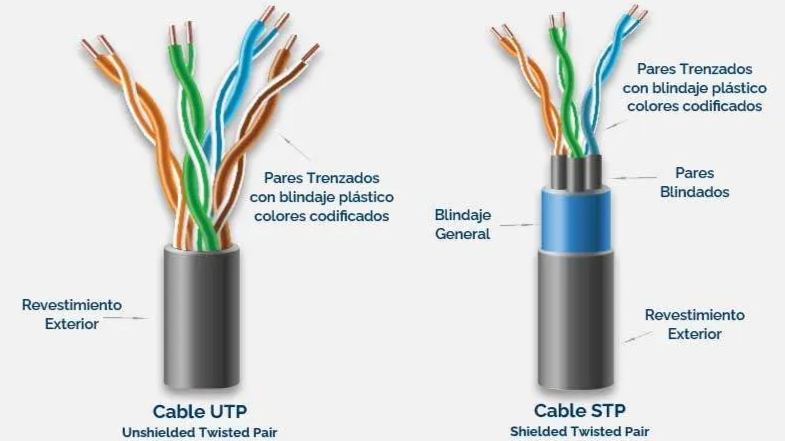 Pares Trenzados
con blindaje plástico
colores codificados
Revestimiento
Exterior
Cable UTP
Unshielded Twisted Pair
Pares Trenzados
con blindaje plástico
colores codificados
Pares
Blindados
Blindaje
General
Revestimiento
Exterior
Cable STP
Shielded Twisted Pair